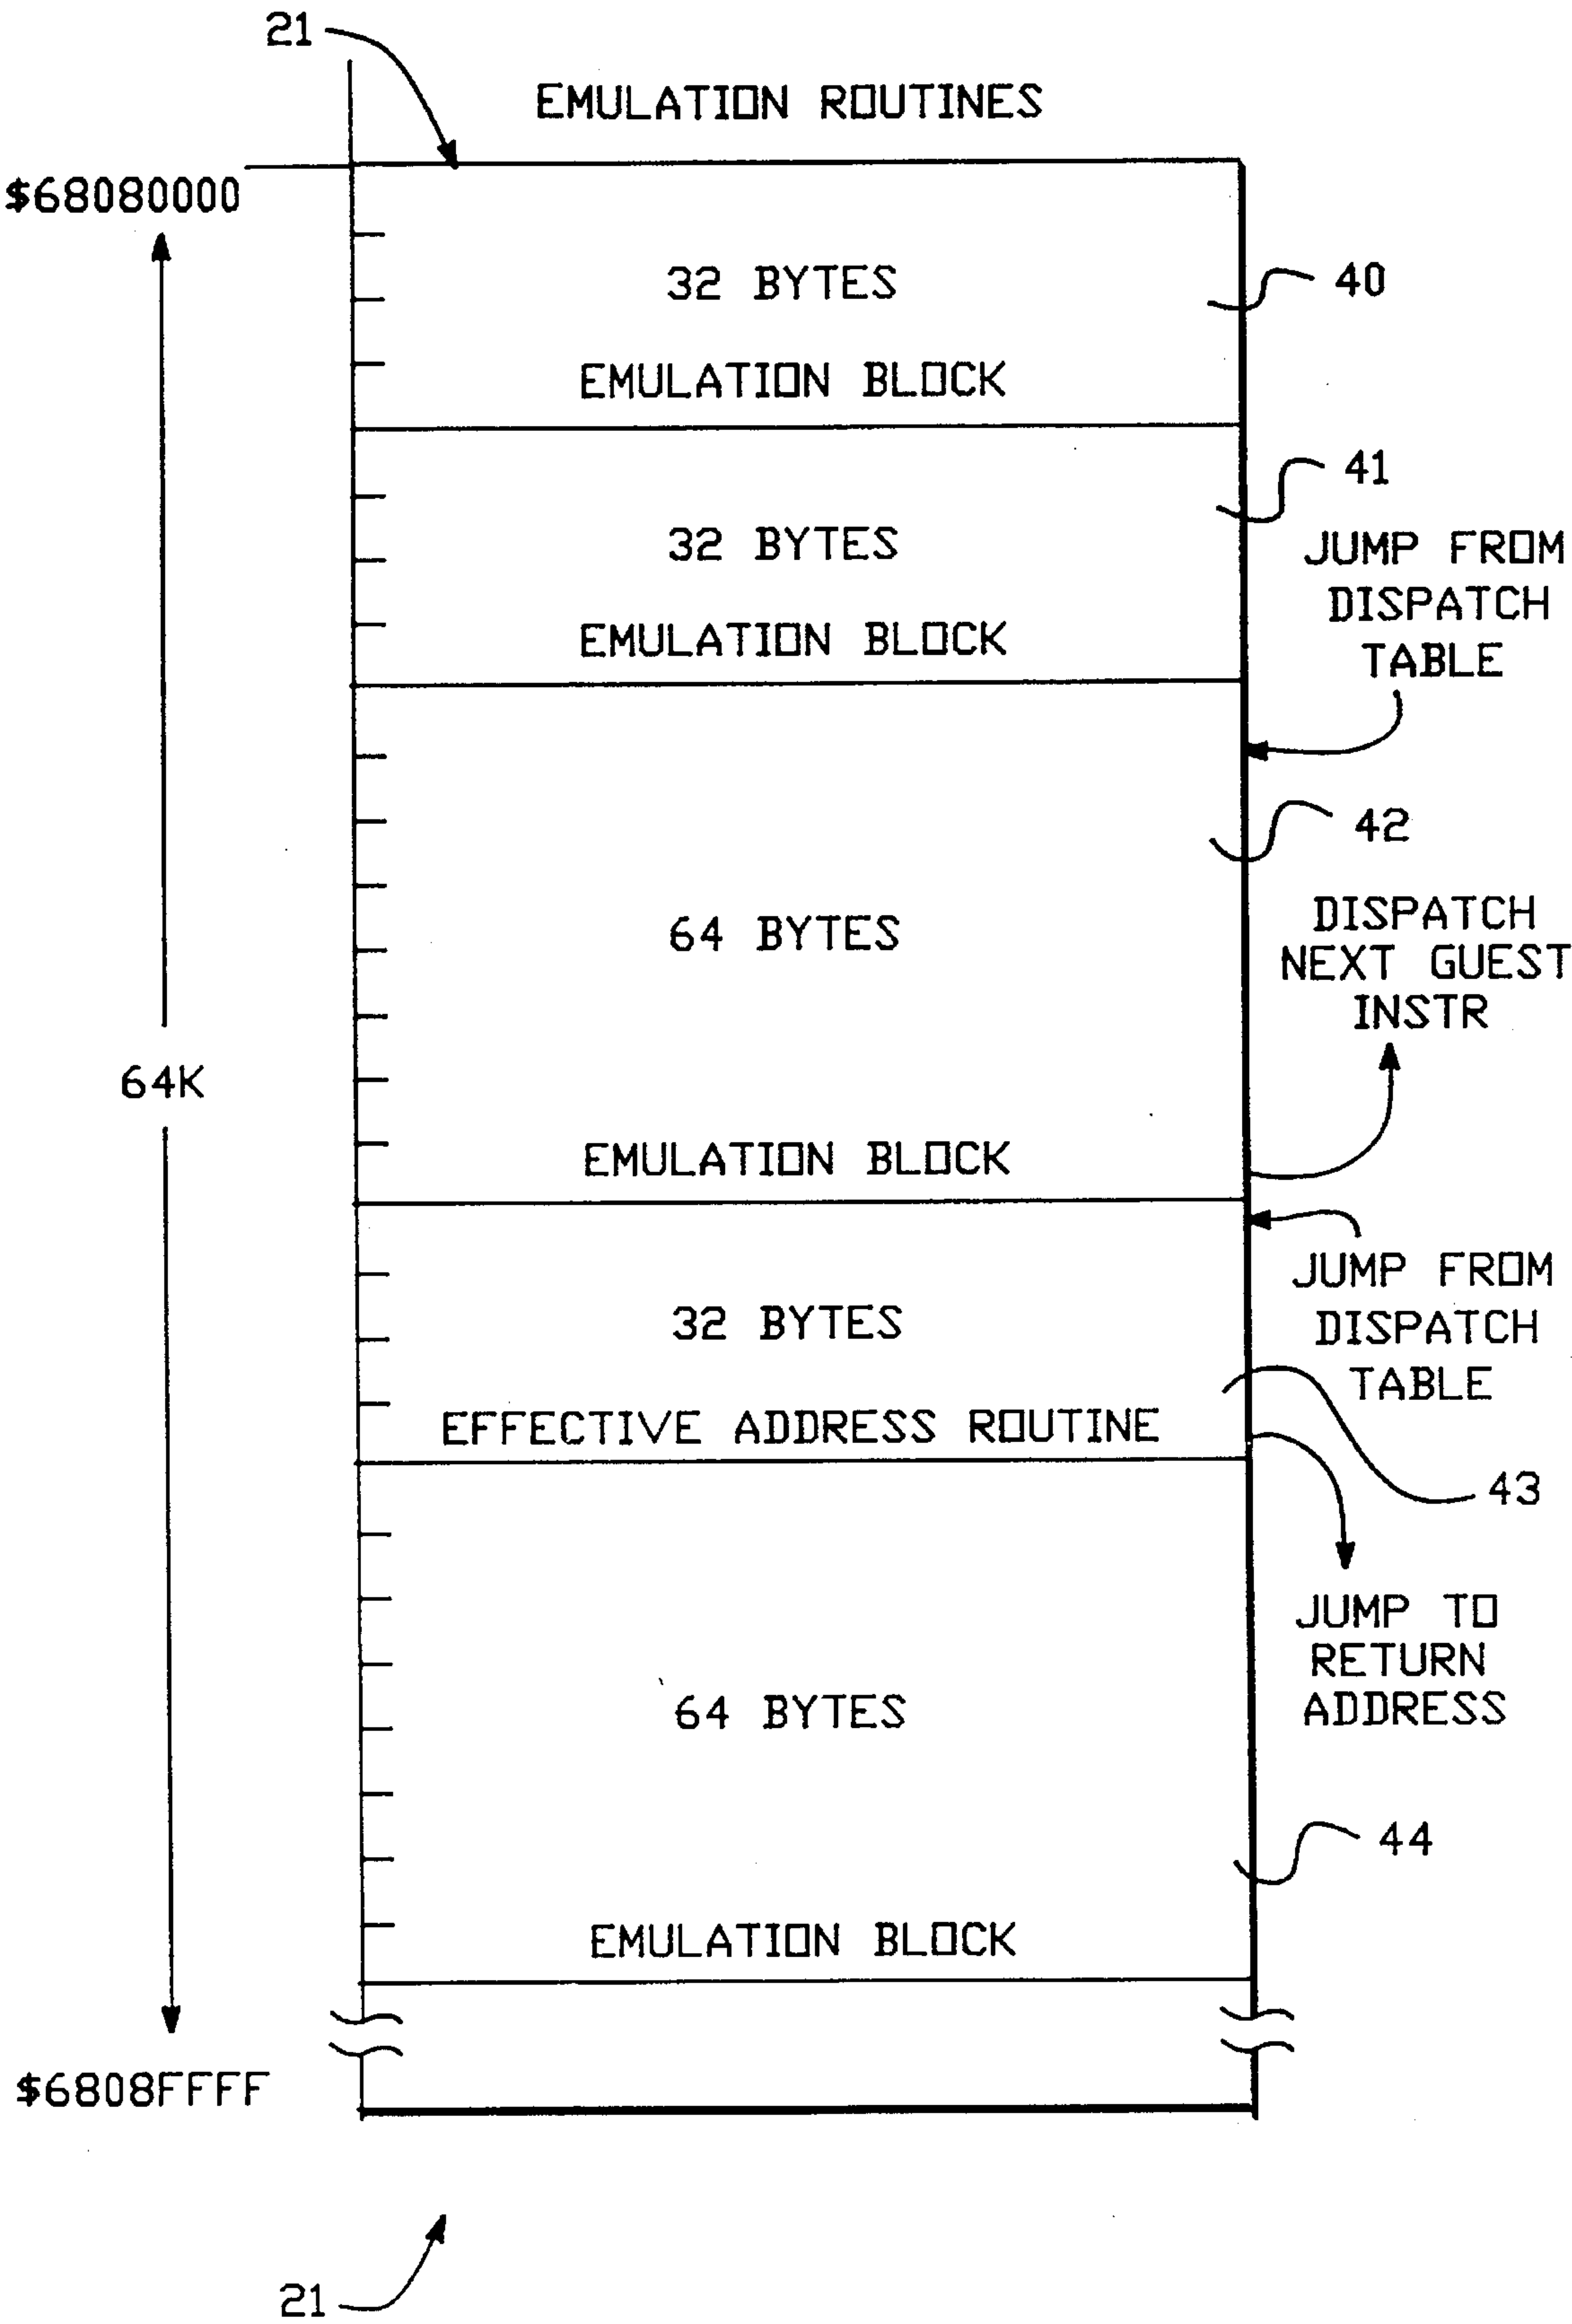 21
EMULATION ROUTINES
$68080000
32 BYTES
40
EMULATION BLOCK
41
32 BYTES
JUMP FROM
DISPATCH
TABLE
EMULATION BLOCK
42
64 BYTES
DISPATCH
NEXT GUEST
INSTR
64K
EMULATION BLOCK
JUMP FROM
DISPATCH
TABLE
32 BYTES
EFFECTIVE ADDRESS ROUTINE
43
JUMP TO
RETURN
ADDRESS
64 BYTES
44
EMULATION BLOCK
$6808FFFF
21